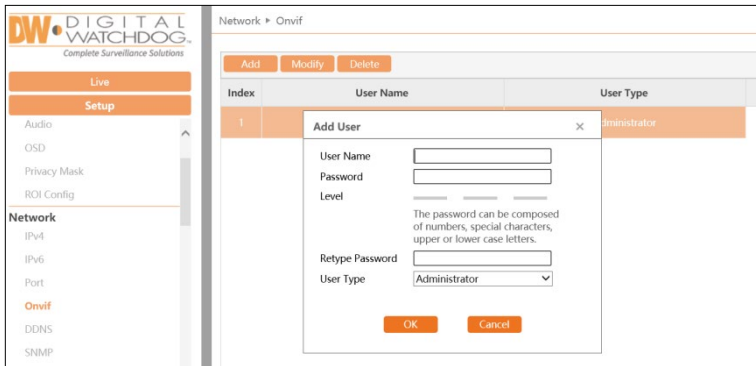 DW DIGITAL
WATCHDOG
Complete Surveillance Solutions
Live
Setup
Audio
OSD
Privacy Mask
ROI Config
Network
IPv4
IPv6
Port
Onvif
DDNS
SNMP
Network ▸ Onvif
Add Modify Delete
Index User Name User Type
1 dministrator
Add User ×
User Name
Password
Level
The password can be composed
of numbers, special characters,
upper or lower case letters.
Retype Password
User Type Administrator
OK Cancel